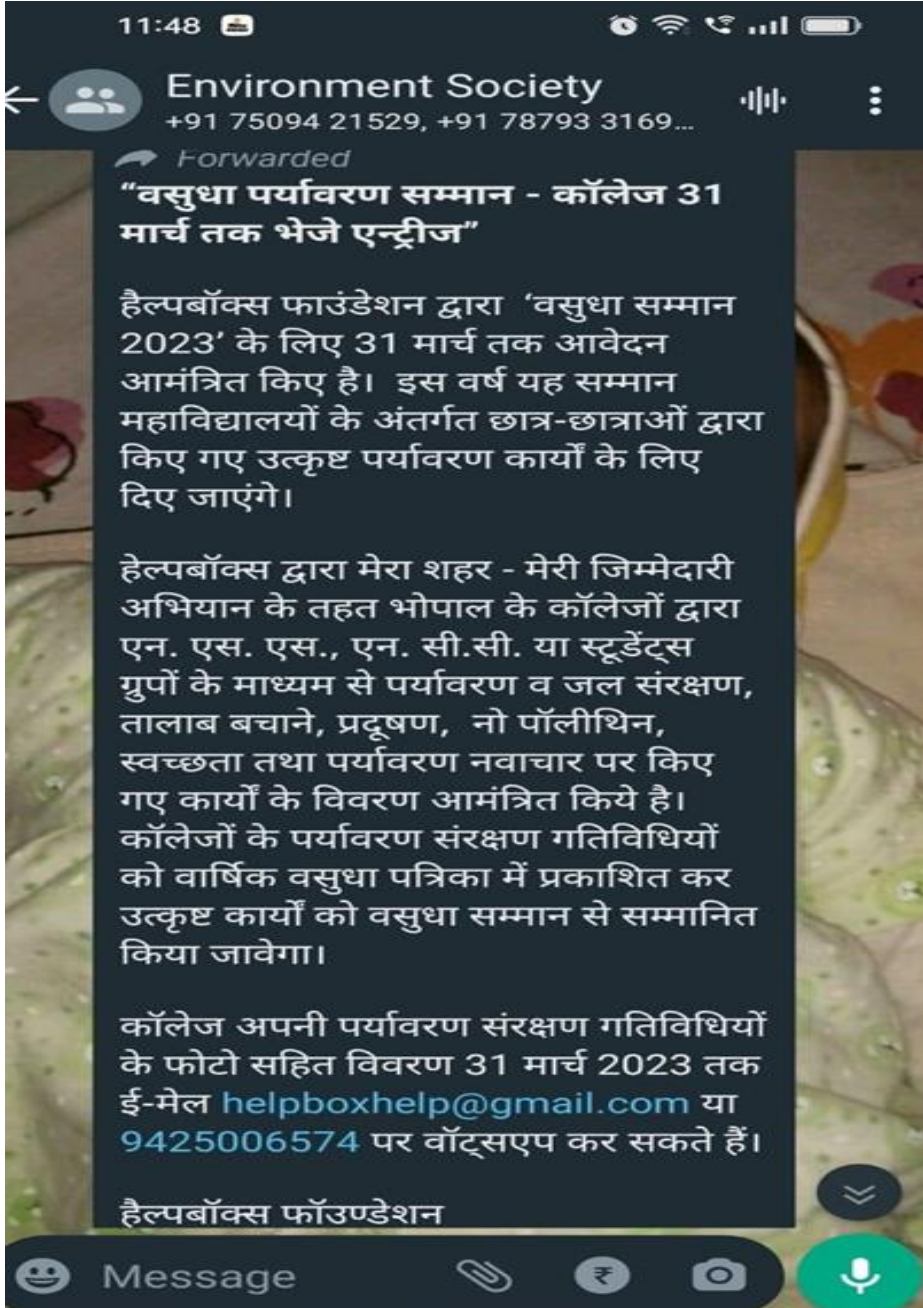 11:48
Environment Society
+91 75094 21529, +91 78793 3169...
Forwarded
“वसुधा पर्यावरण सम्मान - कॉलेज 31
मार्च तक भेजे एन्ट्रीज”
हैल्पबॉक्स फाउंडेशन द्वारा ‘वसुधा सम्मान
2023’ के लिए 31 मार्च तक आवेदन
आमंत्रित किए है। इस वर्ष यह सम्मान
महाविद्यालयों के अंतर्गत छात्र-छात्राओं द्वारा
किए गए उत्कृष्ट पर्यावरण कार्यों के लिए
दिए जाएंगे।
हेल्पबॉक्स द्वारा मेरा शहर - मेरी जिम्मेदारी
अभियान के तहत भोपाल के कॉलेजों द्वारा
एन. एस. एस., एन. सी.सी. या स्टूडेंट्स
ग्रुपों के माध्यम से पर्यावरण व जल संरक्षण,
तालाब बचाने, प्रदूषण, नो पॉलीथिन,
स्वच्छता तथा पर्यावरण नवाचार पर किए
गए कार्यों के विवरण आमंत्रित किये है।
कॉलेजों के पर्यावरण संरक्षण गतिविधियों
को वार्षिक वसुधा पत्रिका में प्रकाशित कर
उत्कृष्ट कार्यों को वसुधा सम्मान से सम्मानित
किया जावेगा।
कॉलेज अपनी पर्यावरण संरक्षण गतिविधियों
के फोटो सहित विवरण 31 मार्च 2023 तक
ई-मेल helpboxhelp@gmail.com या
9425006574 पर वॉट्सएप कर सकते हैं।
हैल्पबॉक्स फॉउण्डेशन
Message